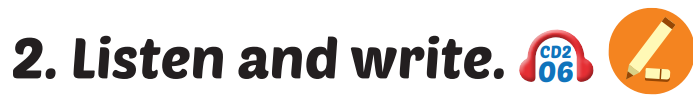 2. Listen and write. CD2
06